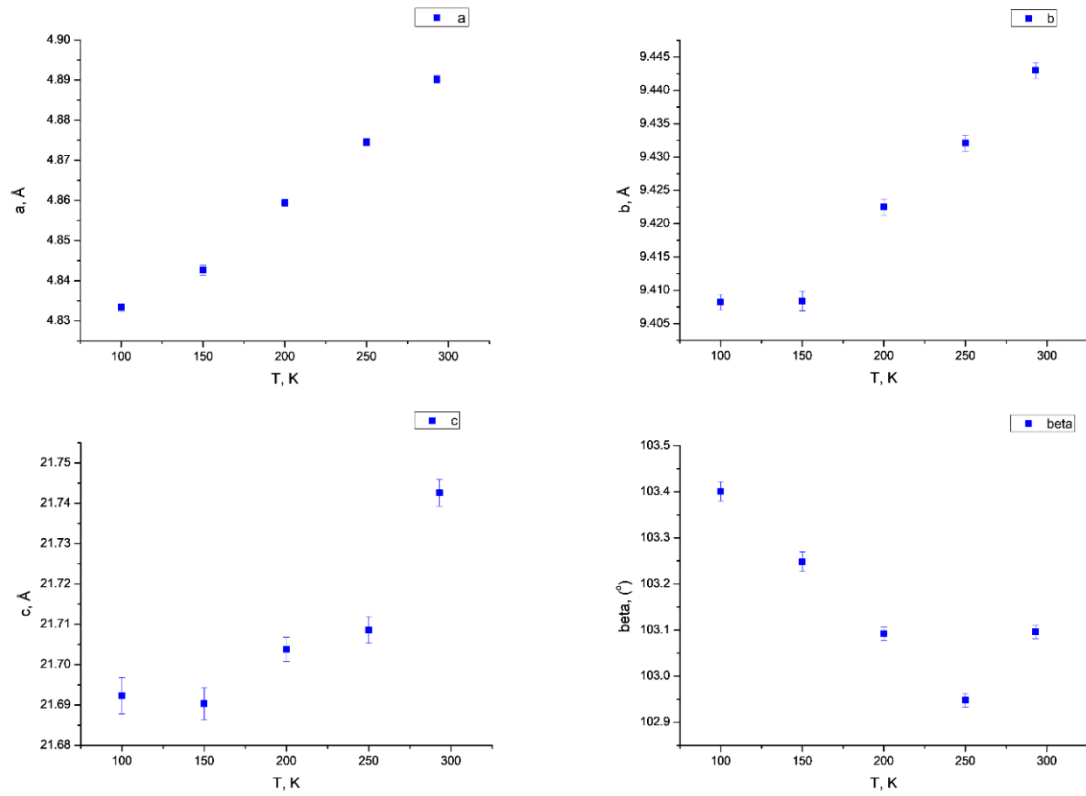 a
4.90
4.89
4.88
4.87
4.86
4.85
4.84
4.83
a, Å
100 150 200 250 300
T, K
b
9.445
9.440
9.435
9.430
9.425
9.420
9.415
9.410
9.405
b, Å
100 150 200 250 300
T, K
c
21.75
21.74
21.73
21.72
21.71
21.70
21.69
21.68
c, Å
100 150 200 250 300
T, K
beta
103.5
103.4
103.3
103.2
103.1
103.0
102.9
beta, (°)
100 150 200 250 300
T, K